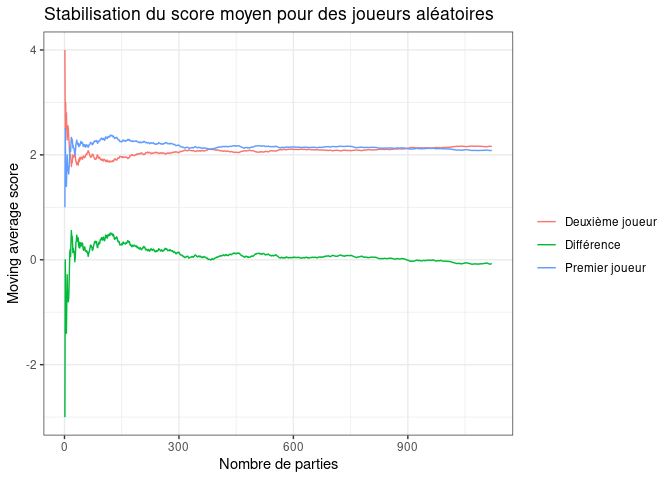 Stabilisation du score moyen pour des joueurs aléatoires
4
2
0
-2
Moving average score
0
300
600
900
Nombre de parties
Deuxième joueur
Différence
Premier joueur